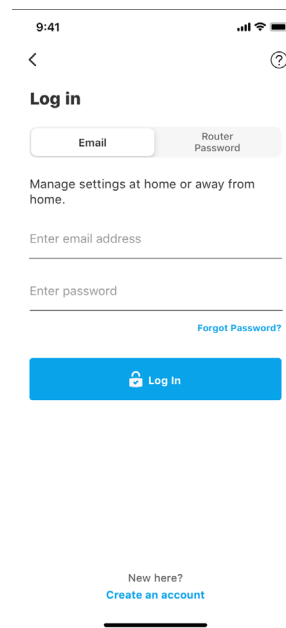 9:41
Log in
Email
Router
Password
Manage settings at home or away from
home.
Enter email address
Enter password
Forgot Password?
Log In
New here?
Create an account